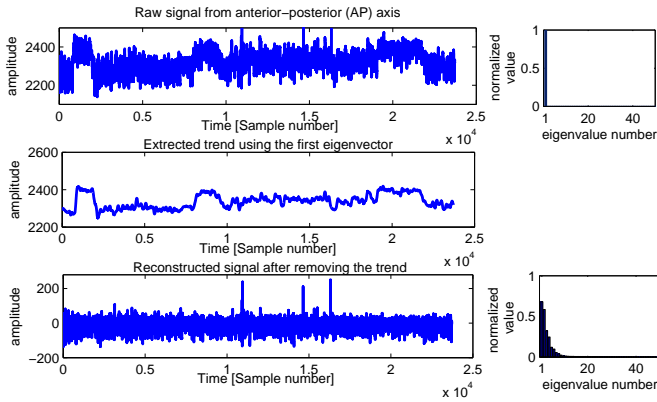 Raw signal from anterior−posterior (AP) axis
amplitude
2400
2200
0
0.5
1
1.5
2
2.5
Time [Sample number]
x 10^4
normalized
value
1
0.5
0
1
20
40
eigenvalue number
Extrected trend using the first eigenvector
amplitude
2600
2400
2200
0
0.5
1
1.5
2
2.5
Time [Sample number]
x 10^4
Reconstructed signal after removing the trend
amplitude
200
0
−200
0
0.5
1
1.5
2
2.5
Time [Sample number]
x 10^4
normalized
value
1
0.5
0
1
20
40
eigenvalue number